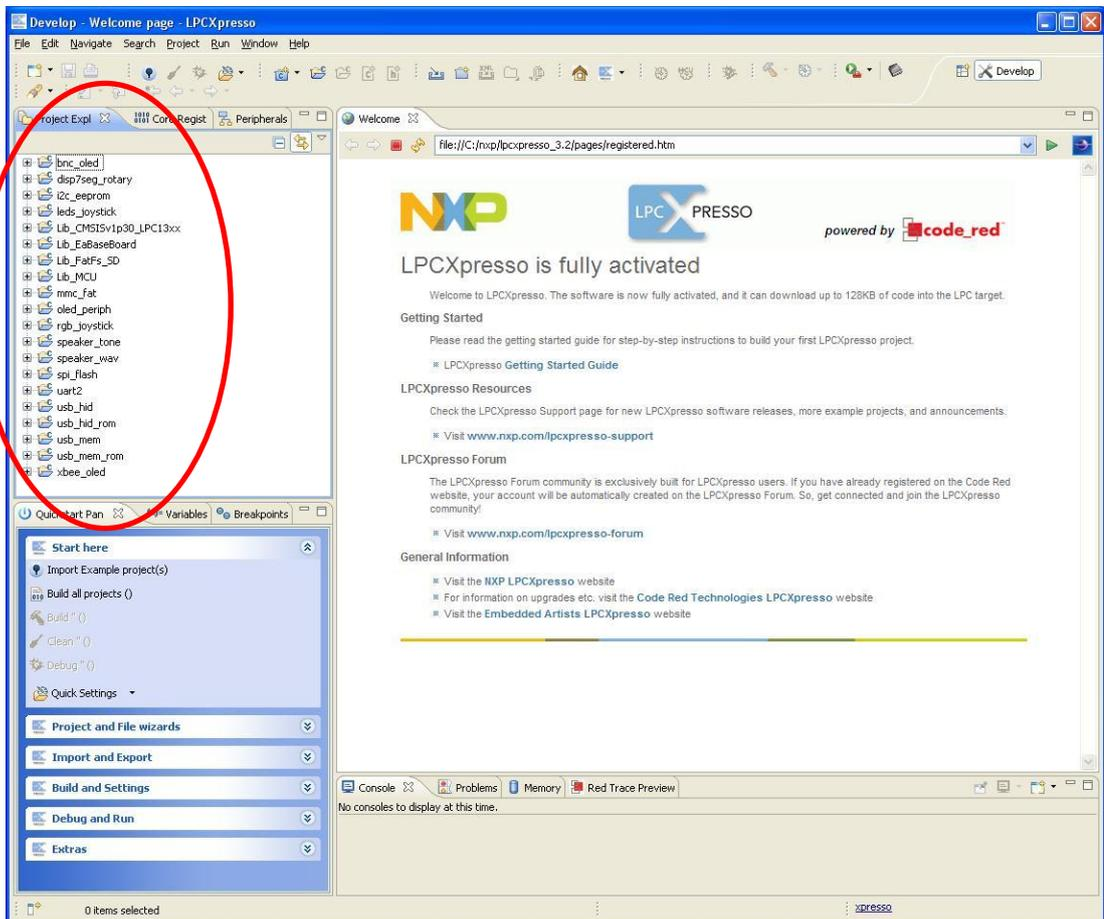 Develop - Welcome page - LPCXpresso
File Edit Navigate Search Project Run Window Help
Develop
Project Expl Core Regist Peripherals
bnc_oled
disp7seg_rotary
i2c_eeprom
leds_joystick
Lib_CMSISv1p30_LPC13xx
Lib_EaBaseBoard
Lib_FatFs_SD
Lib_MCU
mmc_fat
oled_periph
rgb_joystick
speaker_tone
speaker_wav
spi_flash
uart2
usb_hid
usb_hid_rom
usb_mem
usb_mem_rom
xbee_oled
Quickstart Pan Variables Breakpoints
Start here
Import Example project(s)
Build all projects ()
Build '' ()
Clean '' ()
Debug '' ()
Quick Settings
Project and File wizards
Import and Export
Build and Settings
Debug and Run
Extras
Welcome
file://C:/nxp/lpcxpresso_3.2/pages/registered.htm
NXP
LPC XPRESSO
powered by code_red
LPCXpresso is fully activated
Welcome to LPCXpresso. The software is now fully activated, and it can download up to 128KB of code into the LPC target.
Getting Started
Please read the getting started guide for step-by-step instructions to build your first LPCXpresso project.
LPCXpresso Getting Started Guide
LPCXpresso Resources
Check the LPCXpresso Support page for new LPCXpresso software releases, more example projects, and announcements.
Visit www.nxp.com/lpcxpresso-support
LPCXpresso Forum
The LPCXpresso Forum community is exclusively built for LPCXpresso users. If you have already registered on the Code Red
website, your account will be automatically created on the LPCXpresso Forum. So, get connected and join the LPCXpresso
community!
Visit www.nxp.com/lpcxpresso-forum
General Information
Visit the NXP LPCXpresso website
For information on upgrades etc. visit the Code Red Technologies LPCXpresso website
Visit the Embedded Artists LPCXpresso website
Console Problems Memory Red Trace Preview
No consoles to display at this time.
0 items selected
xpresso